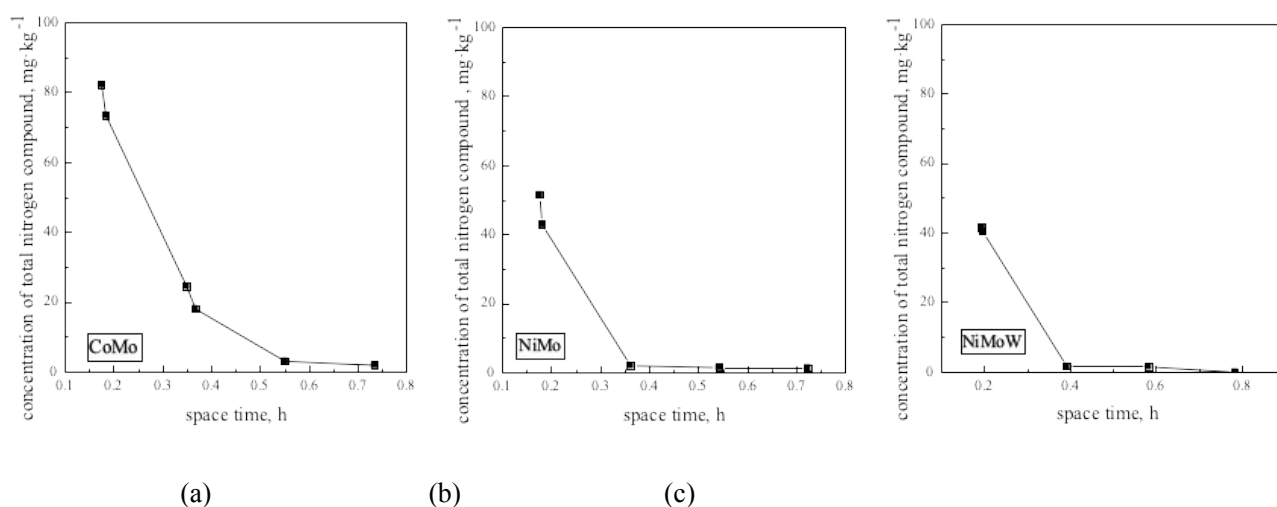 concentration of total nitrogen compound, mg·kg⁻¹
100
80
60
40
20
0
CoMo
0.1 0.2 0.3 0.4 0.5 0.6 0.7 0.8
space time, h
concentration of total nitrogen compound , mg·kg⁻¹
100
80
60
40
20
0
NiMo
0.1 0.2 0.3 0.4 0.5 0.6 0.7 0.8
space time, h
concentration of total nitrogen compound, mg·kg⁻¹
100
80
60
40
20
0
NiMoW
0.2 0.4 0.6 0.8
space time, h
(a) (b) (c)